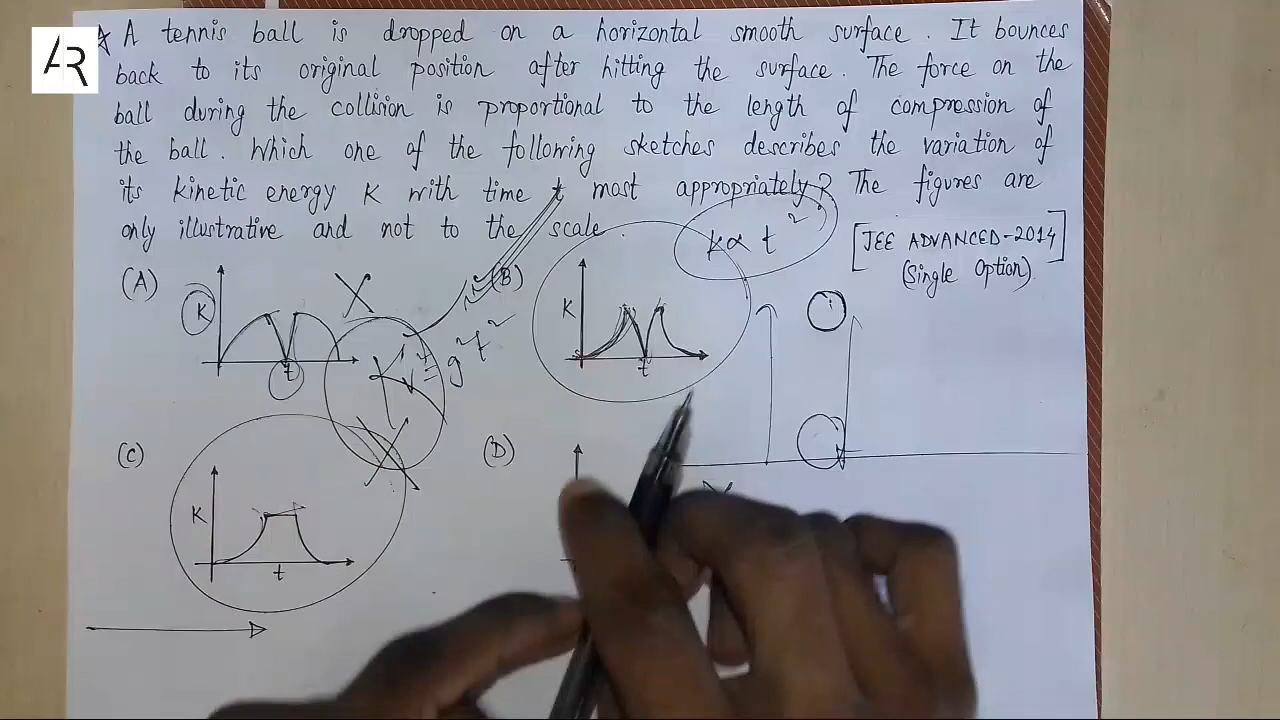 AR
A tennis ball is dropped on a horizontal smooth surface. It bounces
back to its original position after hitting the surface. The force on the
ball during the collision is proportional to the length of compression of
the ball. Which one of the following sketches describes the variation of
its kinetic energy K with time t most appropriately? The figures are
only illustrative and not to the scale.
K ∝ t²
[JEE ADVANCED-2014]
(Single Option).
(A)
K
t
(B)
K
t
= g²t²
(C)
K
t
(D)